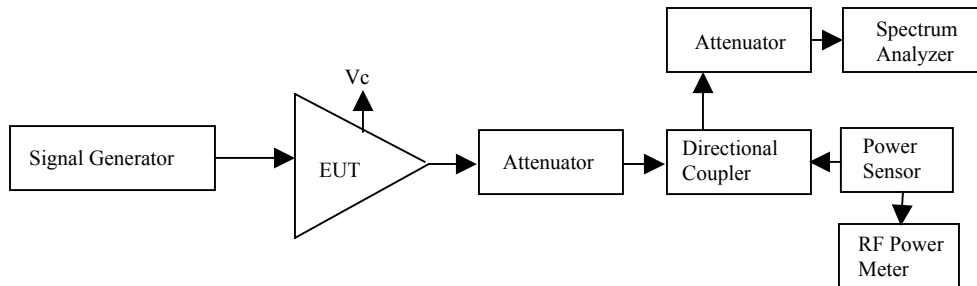 Signal Generator
Vc
EUT
Attenuator
Attenuator
Spectrum
Analyzer
Directional
Coupler
Power
Sensor
RF Power
Meter